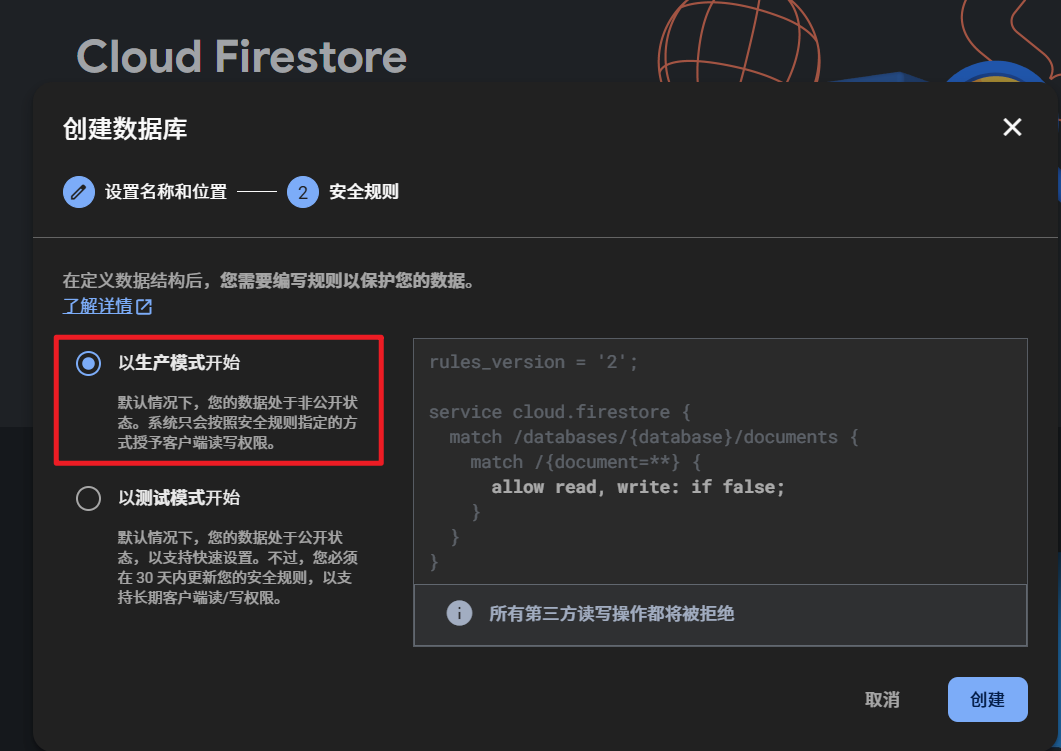 Cloud Firestore
创建数据库
设置名称和位置
2 安全规则
在定义数据结构后，您需要编写规则以保护您的数据。
了解详情
以生产模式开始
默认情况下，您的数据处于非公开状
态。系统只会按照安全规则指定的方
式授予客户端读写权限。
以测试模式开始
默认情况下，您的数据处于公开状
态，以支持快速设置。不过，您必须
在 30 天内更新您的安全规则，以支
持长期客户端读/写权限。
rules_version = '2';
service cloud.firestore {
match /databases/{database}/documents {
match /{document=**} {
allow read, write: if false;
}
}
}
所有第三方读写操作都将被拒绝
取消
创建